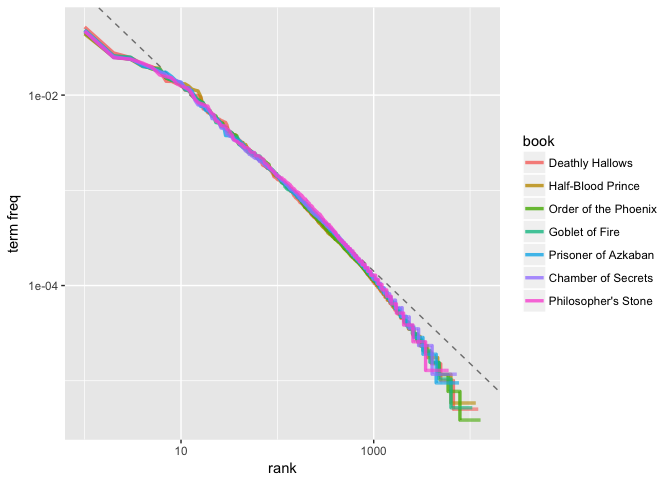 1e-02
1e-04
term freq
10
1000
rank
book
Deathly Hallows
Half-Blood Prince
Order of the Phoenix
Goblet of Fire
Prisoner of Azkaban
Chamber of Secrets
Philosopher's Stone